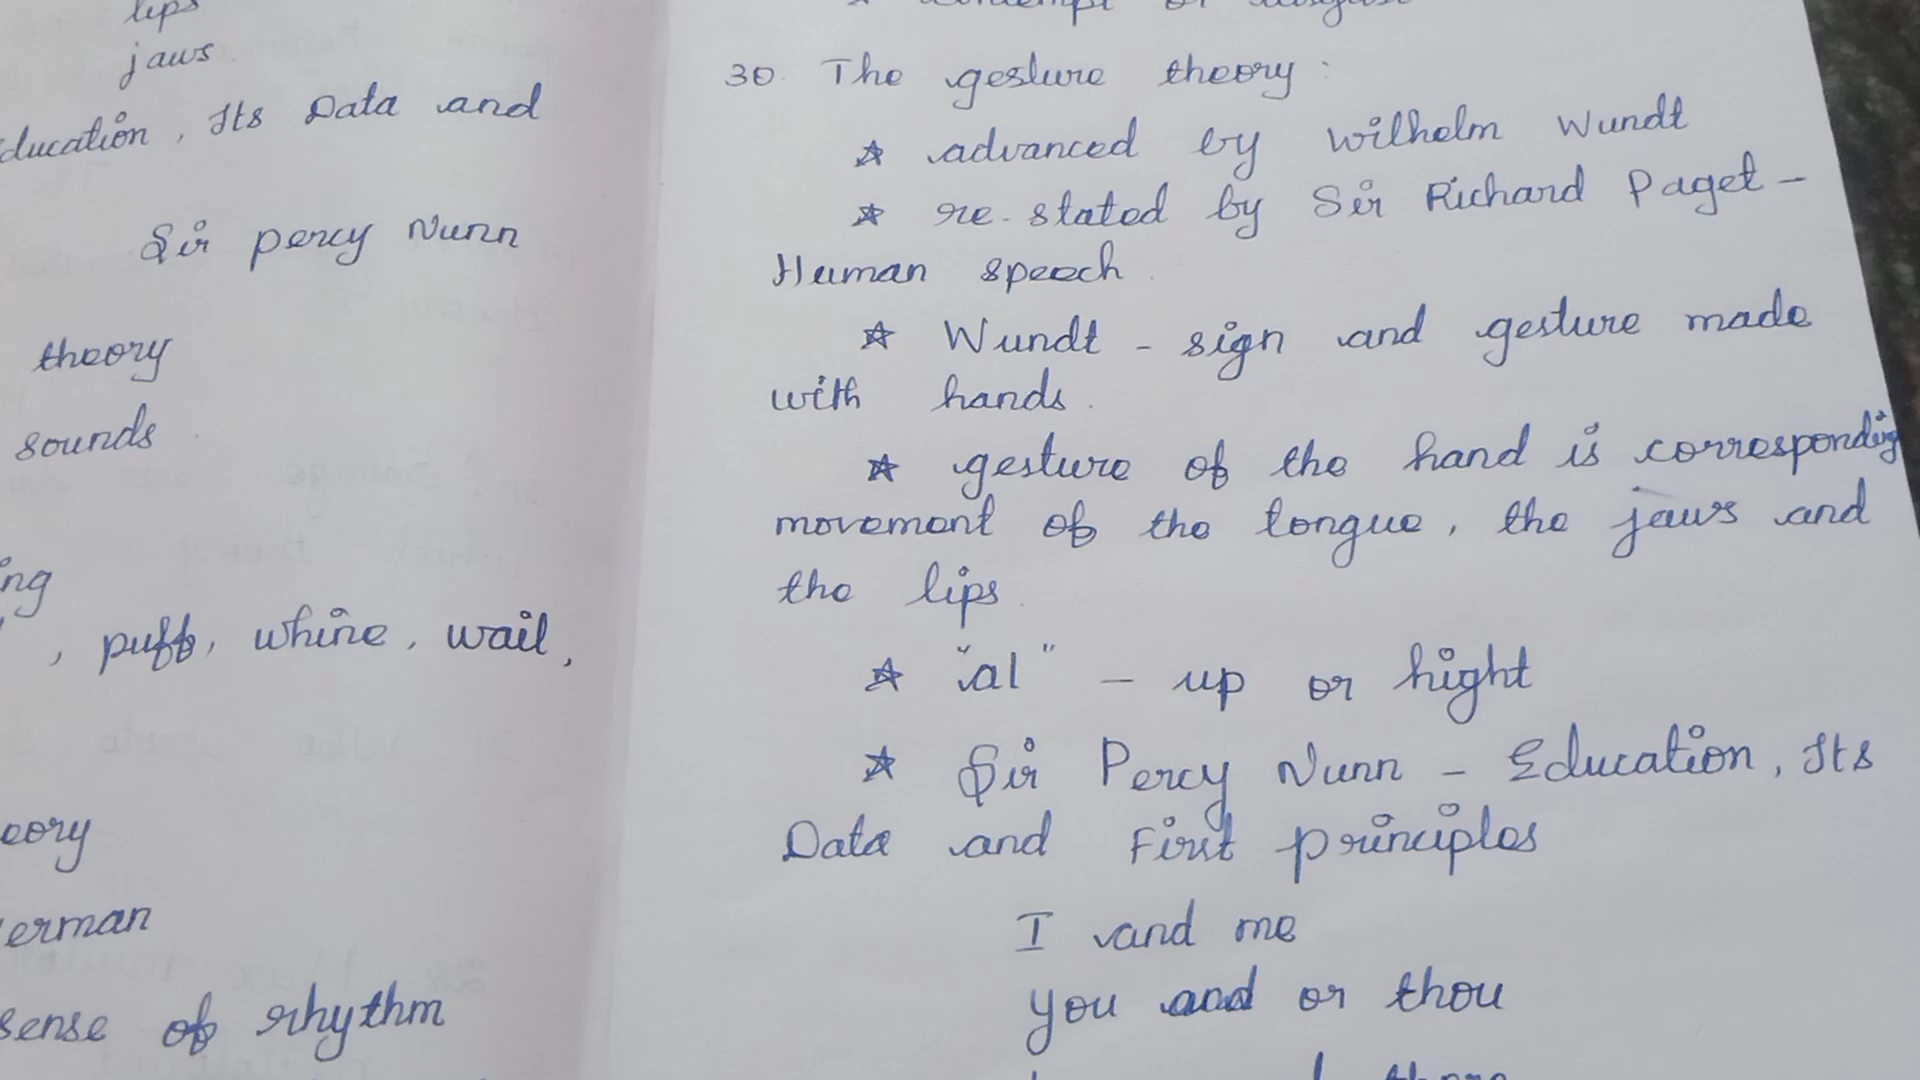 lips
jaws
ducation, Its Data and
Sir Percy Nunn
theory
sounds
ing
, puff, whine, wail,
eory
erman
sense of rhythm
30. The gesture theory:
☆ advanced by Wilhelm Wundt
☆ re-stated by Sir Richard Paget -
Human speech.
☆ Wundt - sign and gesture made
with hands.
☆ gesture of the hand is corresponding
movement of the tongue, the jaws and
the lips.
☆ "al" - up or hight
☆ Sir Percy Nunn - Education, Its
Data and First principles
I and me
you and or thou